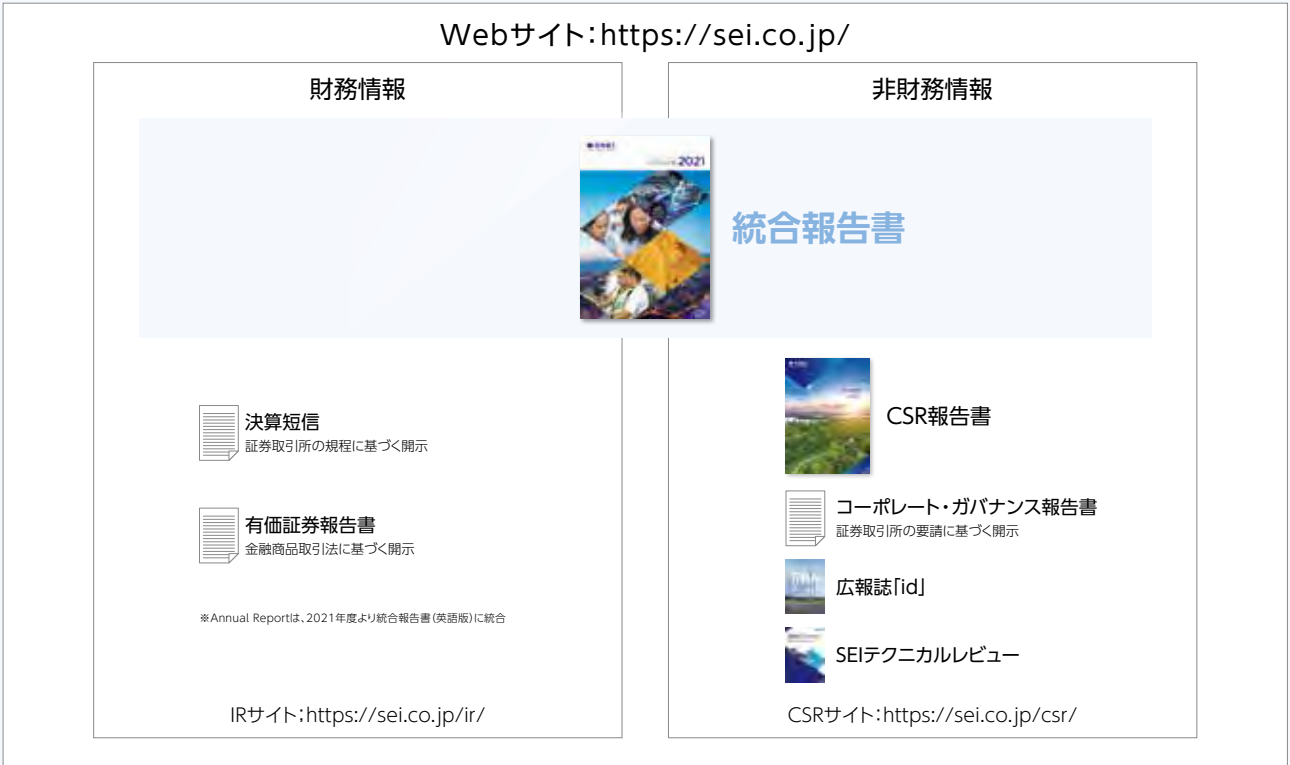 Webサイト：https://sei.co.jp/
財務情報
非財務情報
2021
統合報告書
決算短信
証券取引所の規程に基づく開示
有価証券報告書
金融商品取引法に基づく開示
※Annual Reportは、2021年度より統合報告書（英語版）に統合
IRサイト；https://sei.co.jp/ir/
CSR報告書
コーポレート・ガバナンス報告書
証券取引所の要請に基づく開示
広報誌「id」
SEIテクニカルレビュー
CSRサイト：https://sei.co.jp/csr/